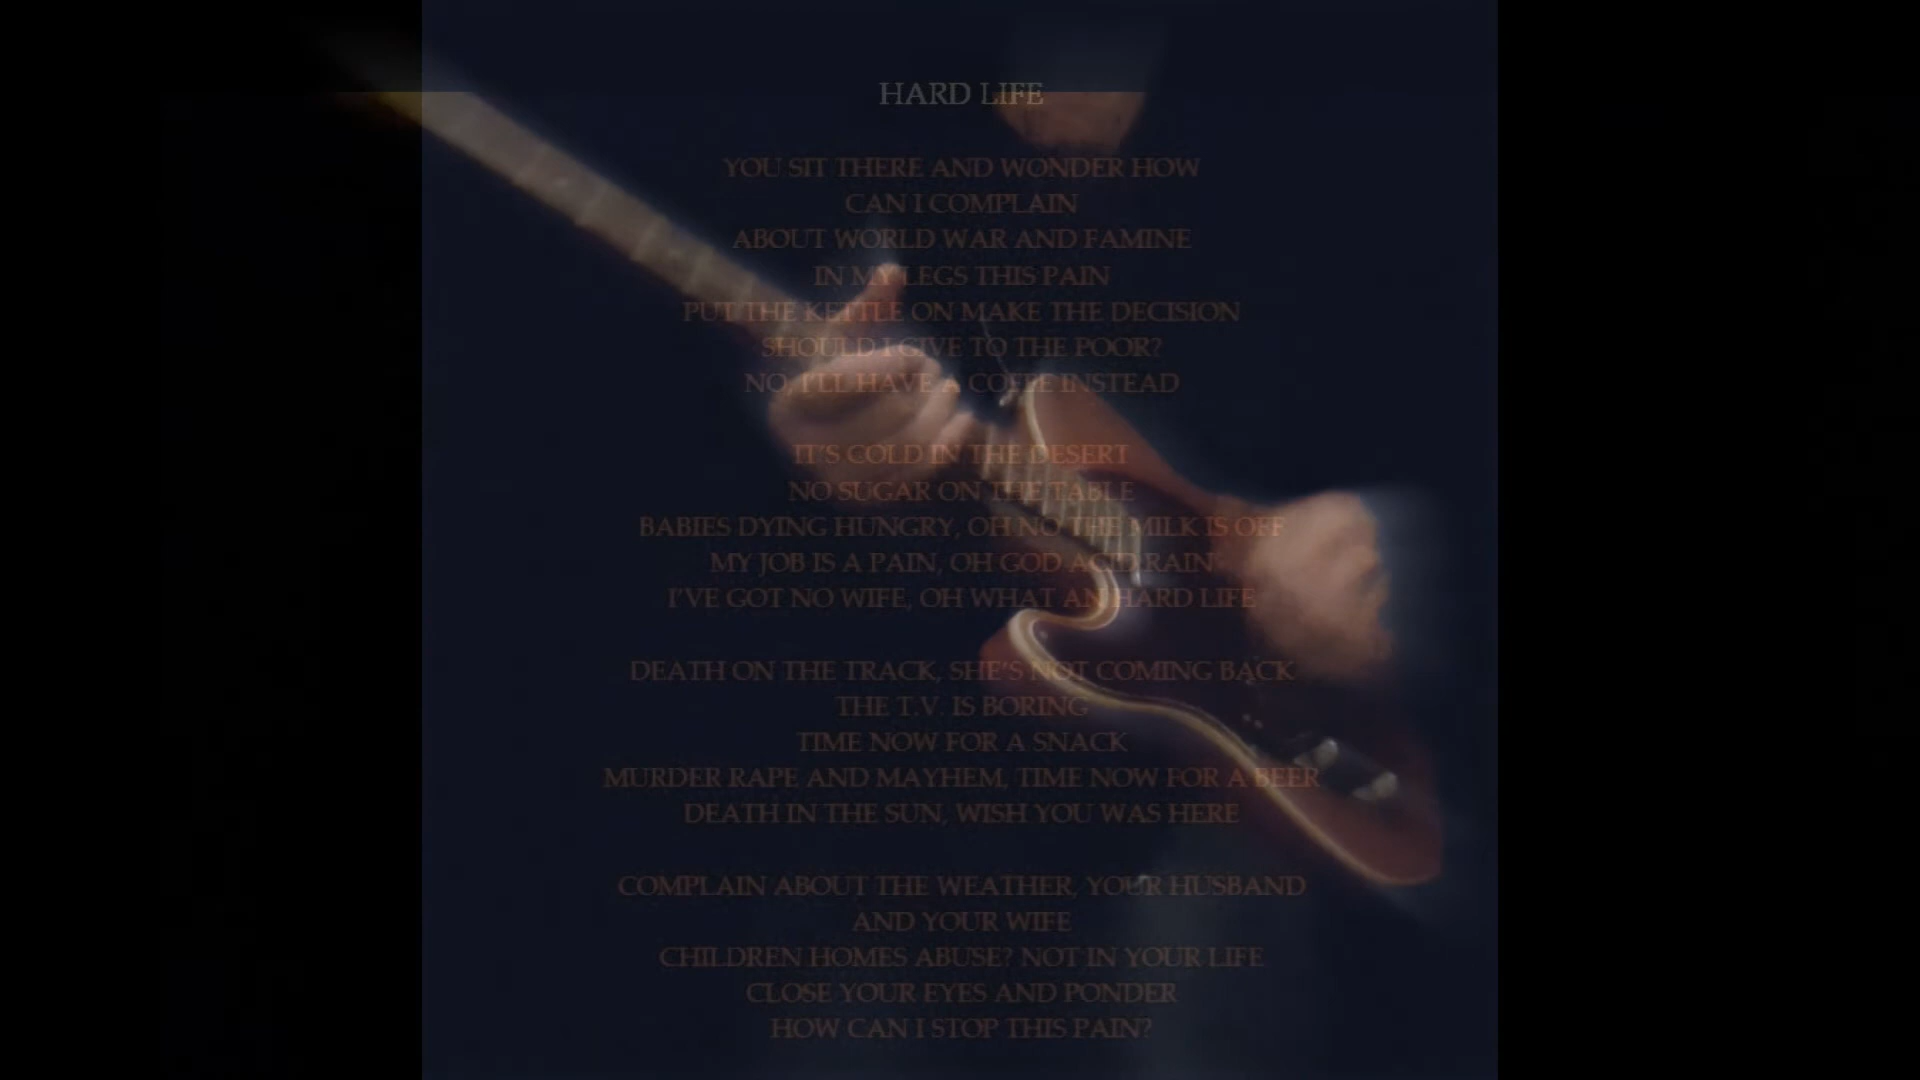 HARD LIFE
YOU SIT THERE AND WONDER HOW
CAN I COMPLAIN
ABOUT WORLD WAR AND FAMINE
IN MY LEGS THIS PAIN
PUT THE KETTLE ON MAKE THE DECISION
SHOULD I GIVE TO THE POOR?
NO, I'LL HAVE A COFFE INSTEAD
IT'S COLD IN THE DESERT
NO SUGAR ON THE TABLE
BABIES DYING HUNGRY, OH NO THE MILK IS OFF
MY JOB IS A PAIN, OH GOD ACID RAIN
I'VE GOT NO WIFE, OH WHAT AN HARD LIFE
DEATH ON THE TRACK, SHE'S NOT COMING BACK
THE T.V. IS BORING
TIME NOW FOR A SNACK
MURDER RAPE AND MAYHEM, TIME NOW FOR A BEER
DEATH IN THE SUN, WISH YOU WAS HERE
COMPLAIN ABOUT THE WEATHER, YOUR HUSBAND
AND YOUR WIFE
CHILDREN HOMES ABUSE? NOT IN YOUR LIFE
CLOSE YOUR EYES AND PONDER
HOW CAN I STOP THIS PAIN?